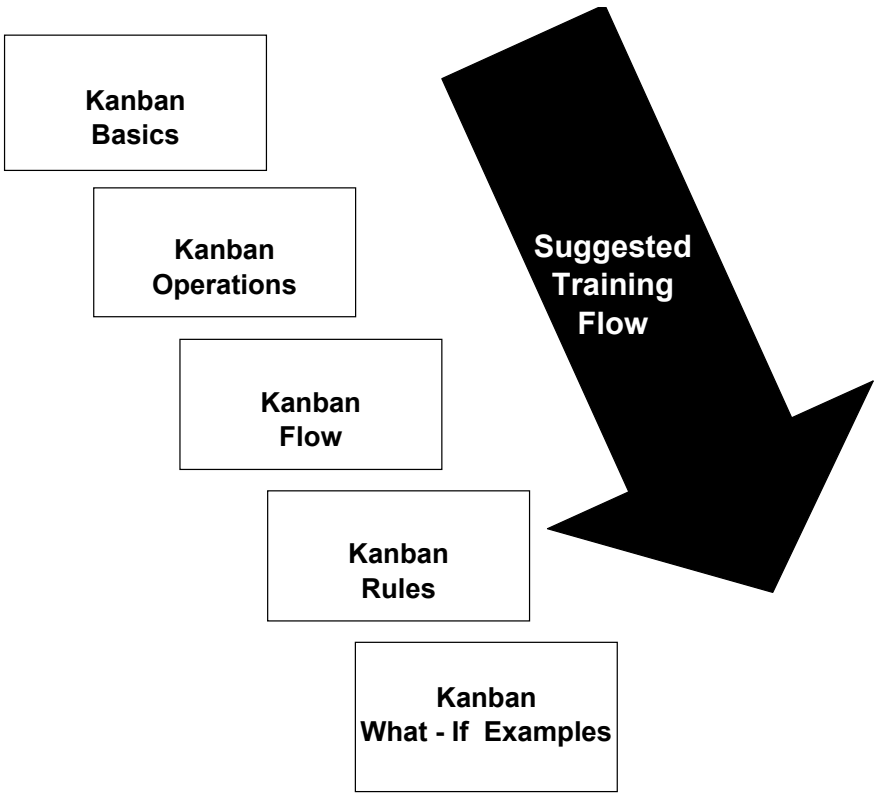 Kanban
Basics
Kanban
Operations
Suggested
Training
Flow
Kanban
Flow
Kanban
Rules
Kanban
What - If Examples